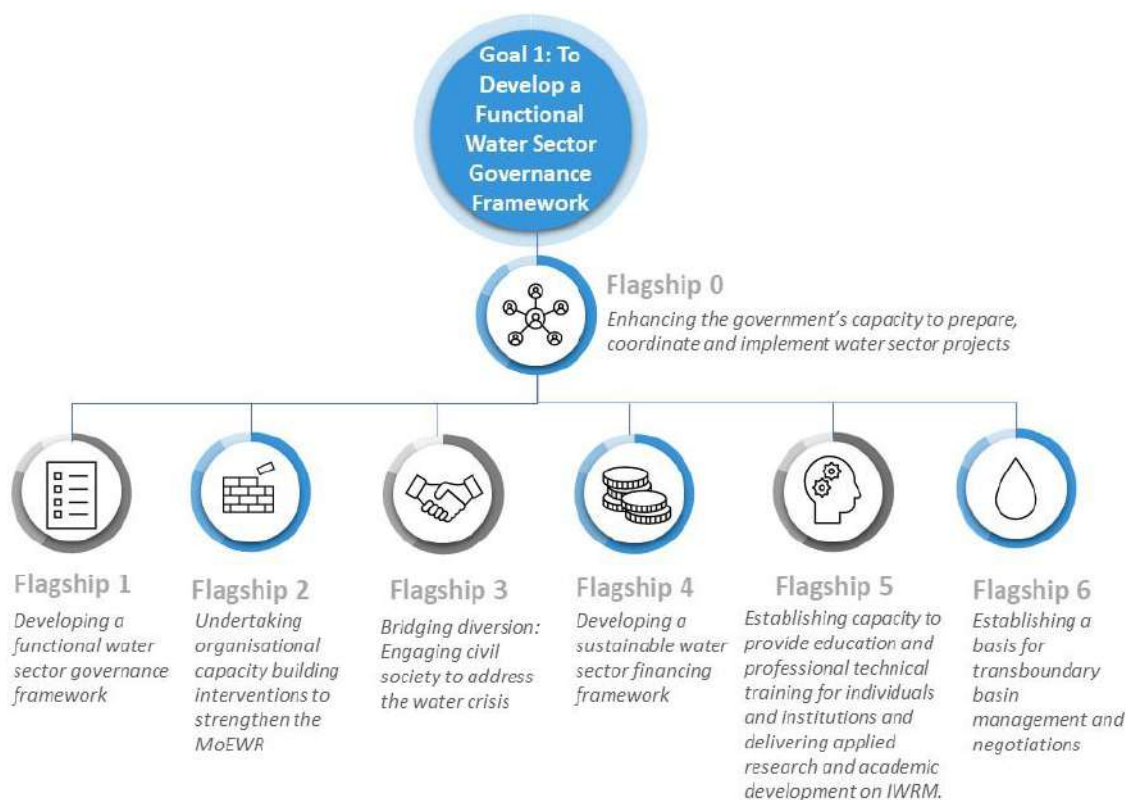 Goal 1: To
Develop a
Functional
Water Sector
Governance
Framework
Flagship 0
Enhancing the government's capacity to prepare,
coordinate and implement water sector projects
Flagship 1
Developing a
functional water
sector governance
framework
Flagship 2
Undertaking
organisational
capacity building
interventions to
strengthen the
MoEWR
Flagship 3
Bridging diversion:
Engaging civil
society to address
the water crisis
Flagship 4
Developing a
sustainable water
sector financing
framework
Flagship 5
Establishing capacity to
provide education and
professional technical
training for individuals
and institutions and
delivering applied
research and academic
development on IWRM.
Flagship 6
Establishing a
basis for
transboundary
basin
management and
negotiations